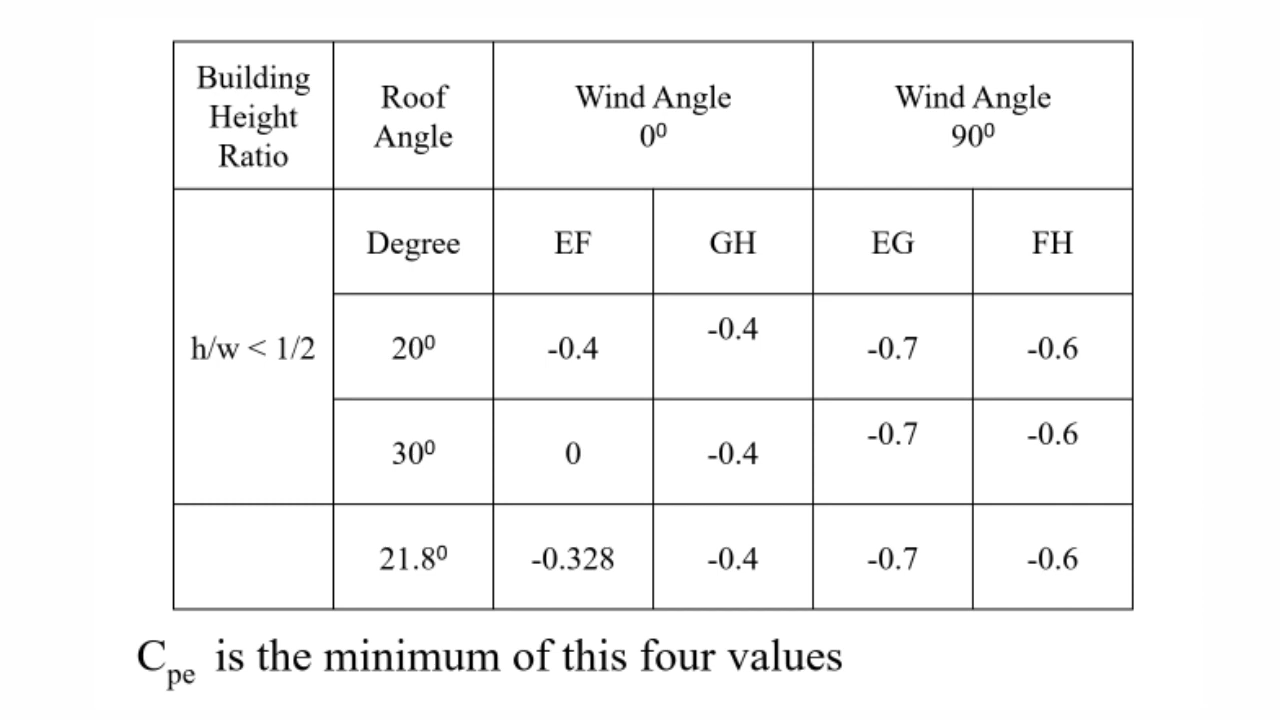 Building Height Ratio
Roof Angle
Wind Angle 0⁰
Wind Angle 90⁰
h/w < 1/2
Degree
EF
GH
EG
FH
20⁰
-0.4
-0.4
-0.7
-0.6
30⁰
0
-0.4
-0.7
-0.6
21.8⁰
-0.328
-0.4
-0.7
-0.6
Cpe is the minimum of this four values